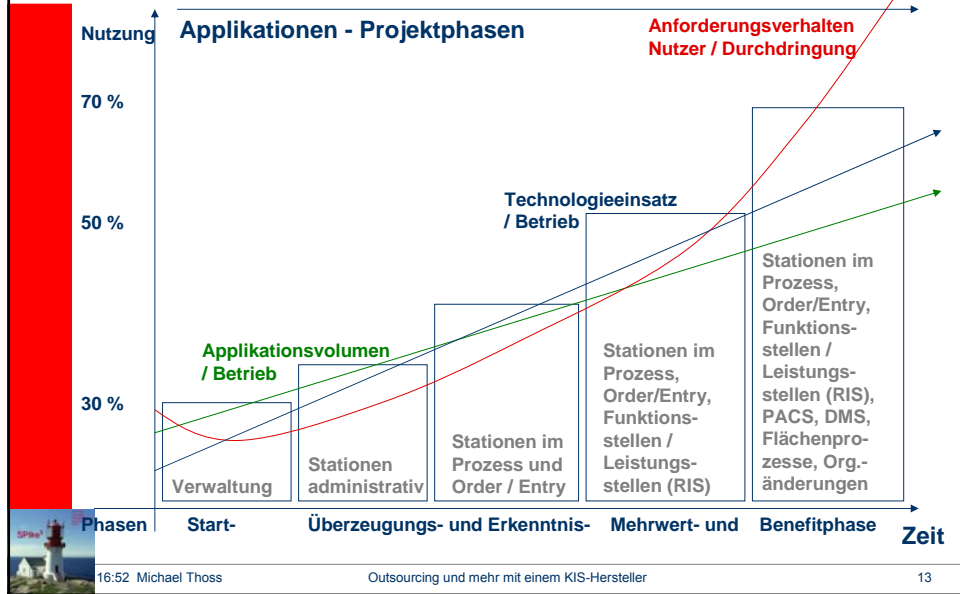 Nutzung
Applikationen - Projektphasen
Anforderungsverhalten
Nutzer / Durchdringung
70 %
50 %
30 %
Technologieeinsatz
/ Betrieb
Applikationsvolumen
/ Betrieb
Verwaltung
Stationen
administrativ
Stationen im
Prozess und
Order / Entry
Stationen im
Prozess,
Order/Entry,
Funktions-
stellen /
Leistungs-
stellen (RIS)
Stationen im
Prozess,
Order/Entry,
Funktions-
stellen /
Leistungs-
stellen (RIS),
PACS, DMS,
Flächenpro-
zesse, Org.-
änderungen
Phasen Start- Überzeugungs- und Erkenntnis- Mehrwert- und Benefitphase
Zeit
16:52 Michael Thoss Outsourcing und mehr mit einem KIS-Hersteller 13